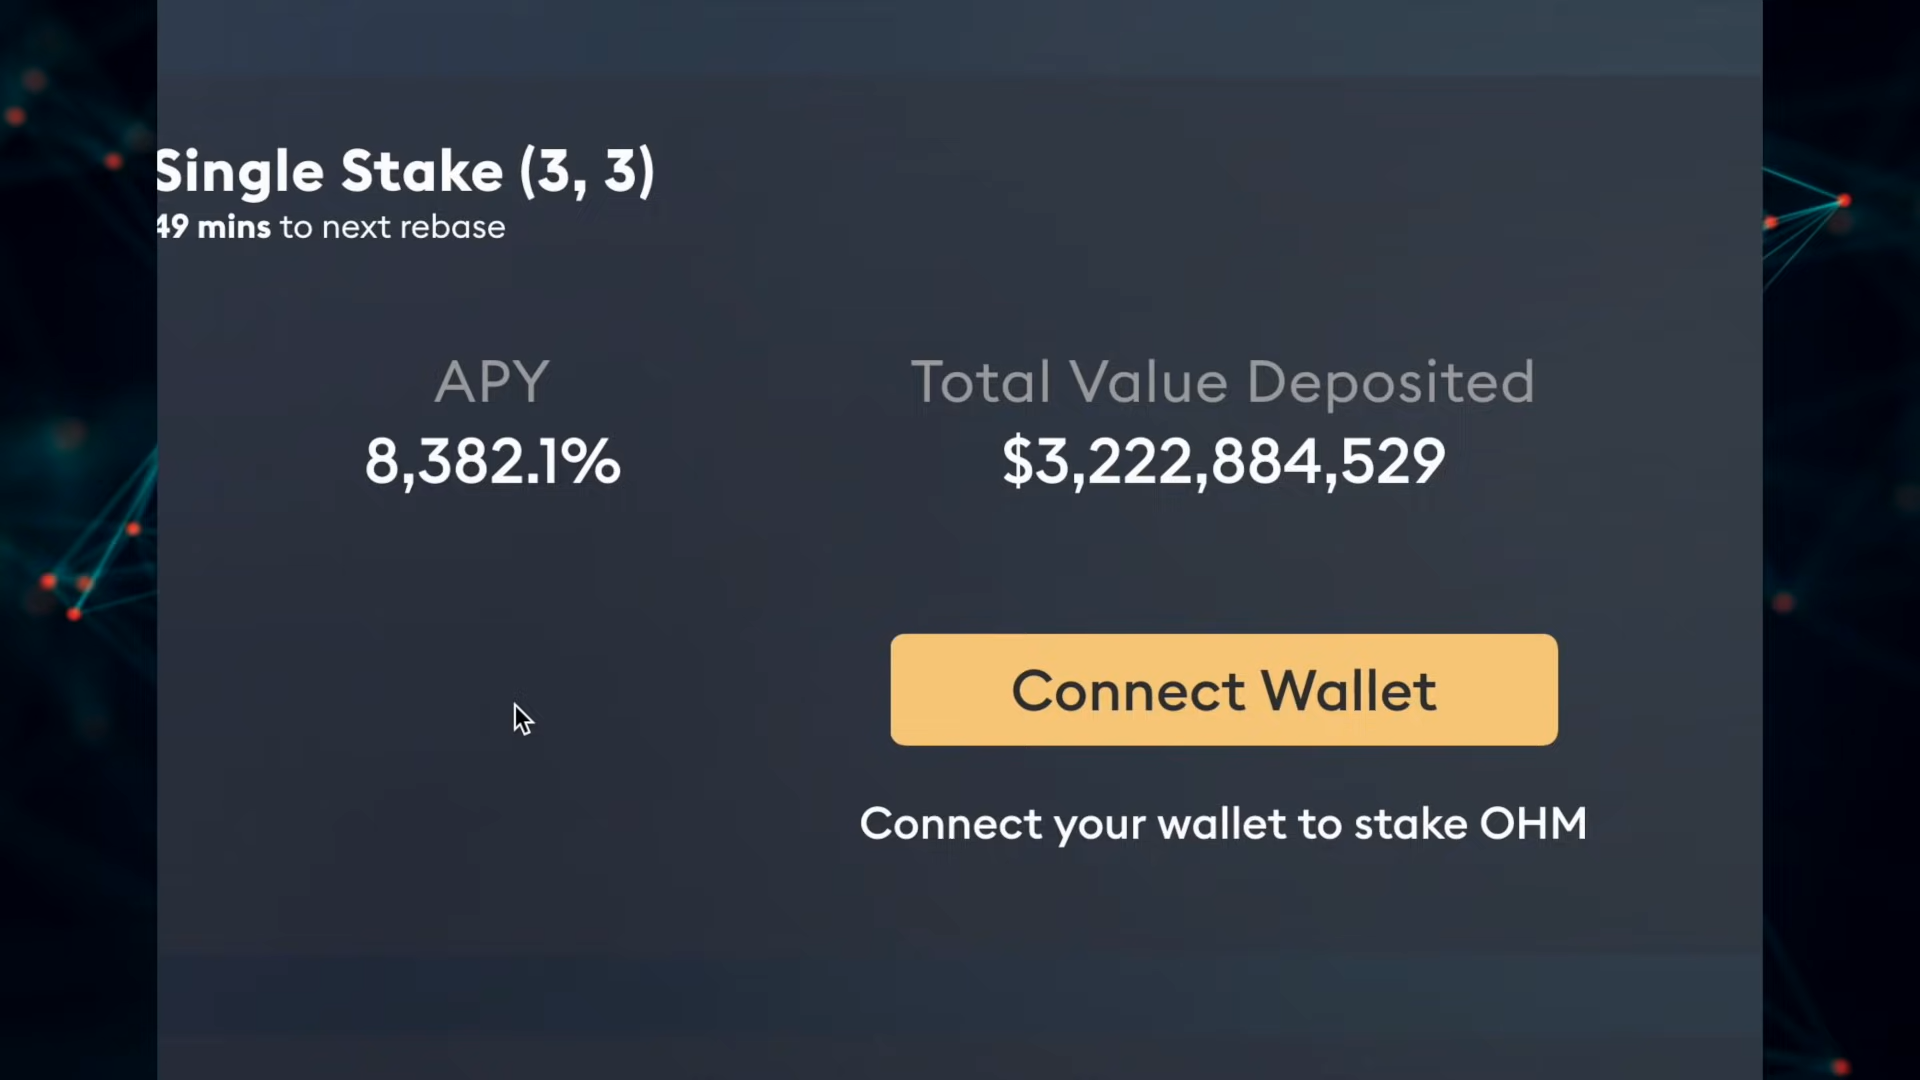 Single Stake (3, 3)
49 mins to next rebase
APY
8,382.1%
Total Value Deposited
$3,222,884,529
Connect Wallet
Connect your wallet to stake OHM